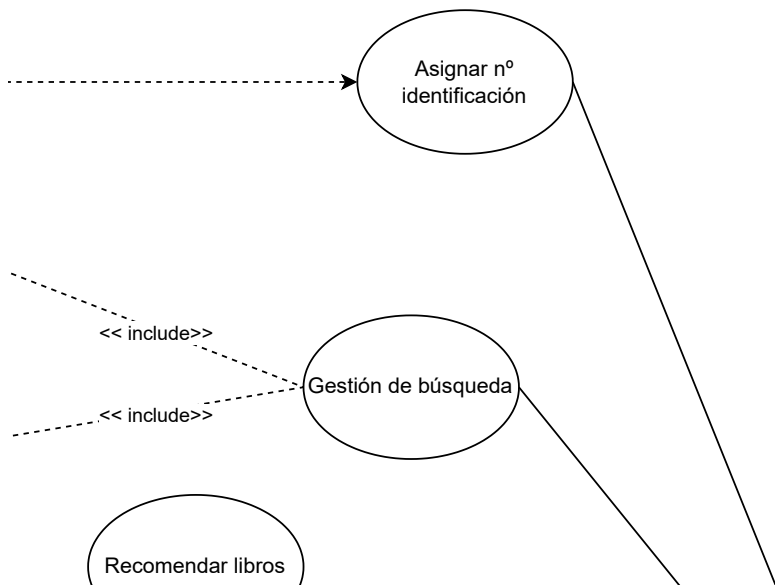 Asignar nº
identificación
<< include>>
Gestión de búsqueda
<< include>>
Recomendar libros